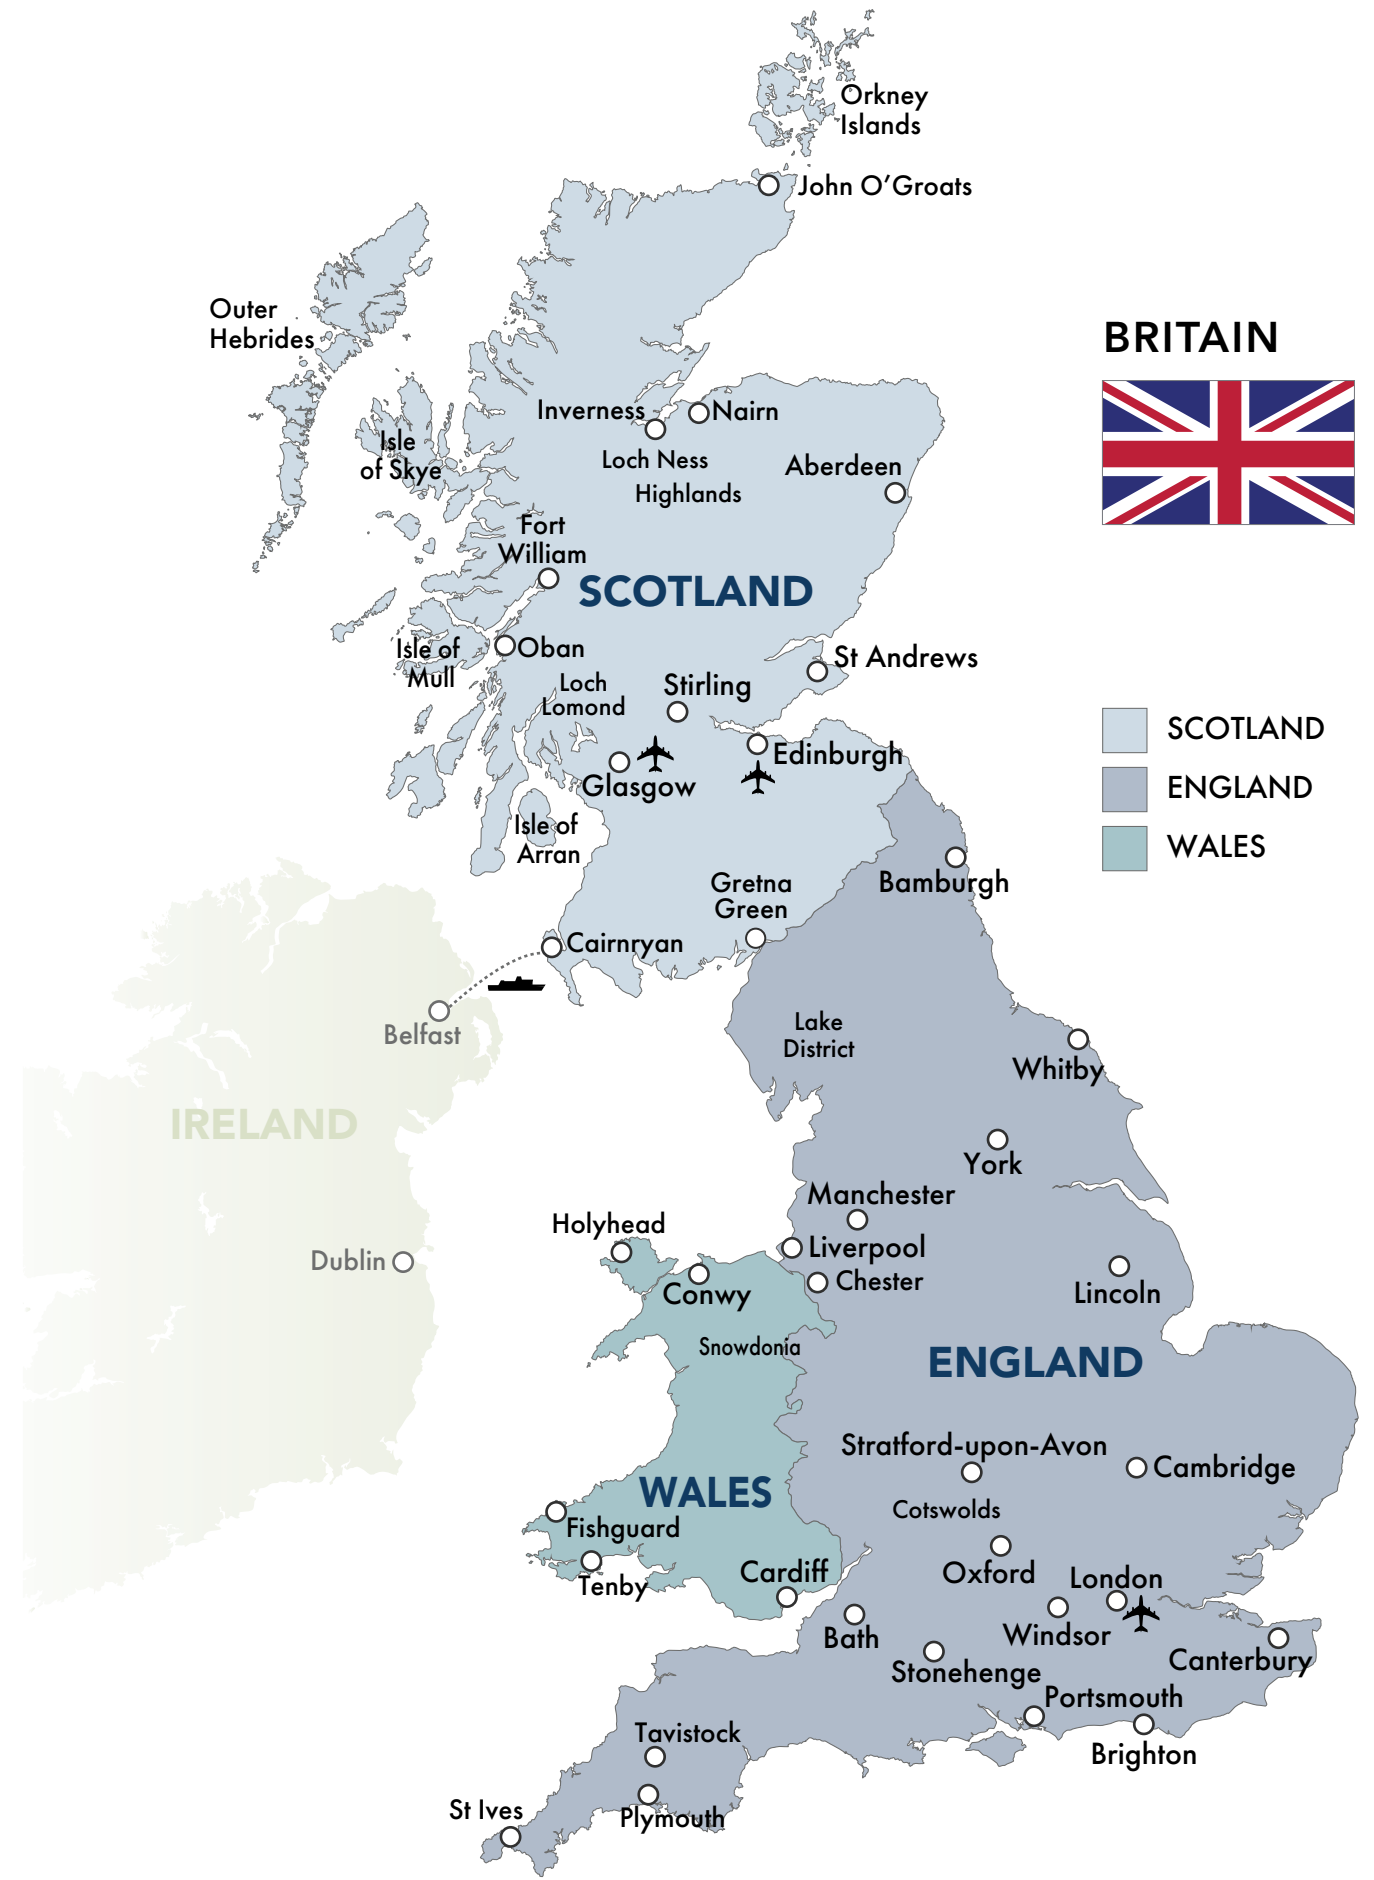 Orkney
Islands
John O’Groats
Outer
Hebrides
BRITAIN
Inverness
Nairn
Isle
of Skye
Loch Ness
Aberdeen
Highlands
Fort
William
SCOTLAND
Isle of
Mull
Oban
St Andrews
Loch
Lomond
Stirling
SCOTLAND
Edinburgh
Glasgow
ENGLAND
Isle of
Arran
WALES
Gretna
Green
Bamburgh
Cairnryan
Belfast
Lake
District
Whitby
IRELAND
York
Manchester
Holyhead
Liverpool
Dublin
Chester
Conwy
Lincoln
Snowdonia
ENGLAND
Stratford-upon-Avon
Cambridge
WALES
Cotswolds
Fishguard
Oxford
London
Cardiff
Tenby
Bath
Windsor
Canterbury
Stonehenge
Portsmouth
Tavistock
Brighton
St Ives
Plymouth